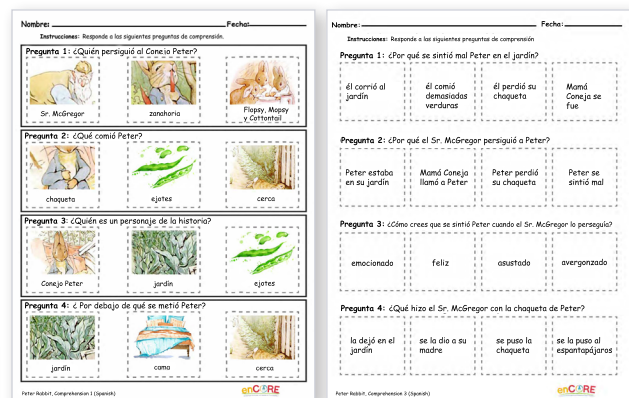 Nombre: Fecha:
Instrucciones: Responde a las siguientes preguntas de comprensión.
Pregunta 1: ¿Quién persiguió al Conejo Peter?
Sr. McGregor
zanahoria
Flopsy, Mopsy
y Cottontail
Pregunta 2: ¿Qué comió Peter?
chaqueta
ejotes
cerca
Pregunta 3: ¿Quién es un personaje de la historia?
Conejo Peter
jardín
ejotes
Pregunta 4: ¿ Por debajo de qué se metió Peter?
jardín
cama
cerca
Peter Rabbit, Comprehension 1 (Spanish)
enCORE
Nombre: Fecha:
Instrucciones: Responde a las siguientes preguntas de comprensión
Pregunta 1: ¿Por qué se sintió mal Peter en el jardín?
él corrió al
jardín
él comió
demasiadas
verduras
él perdió su
chaqueta
Mamá
Coneja se
fue
Pregunta 2: ¿Por qué el Sr. McGregor persiguió a Peter?
Peter estaba
en su jardín
Mamá Coneja
llamó a Peter
Peter perdió
su chaqueta
Peter se
sintió mal
Pregunta 3: ¿Cómo crees que se sintió Peter cuando el Sr. McGregor lo perseguía?
emocionado
feliz
asustado
avergonzado
Pregunta 4: ¿Qué hizo el Sr. McGregor con la chaqueta de Peter?
la dejó en el
jardín
se la dio a su
madre
se puso la
chaqueta
se la puso al
espantapájaros
Peter Rabbit, Comprehension 3 (Spanish)
enCORE